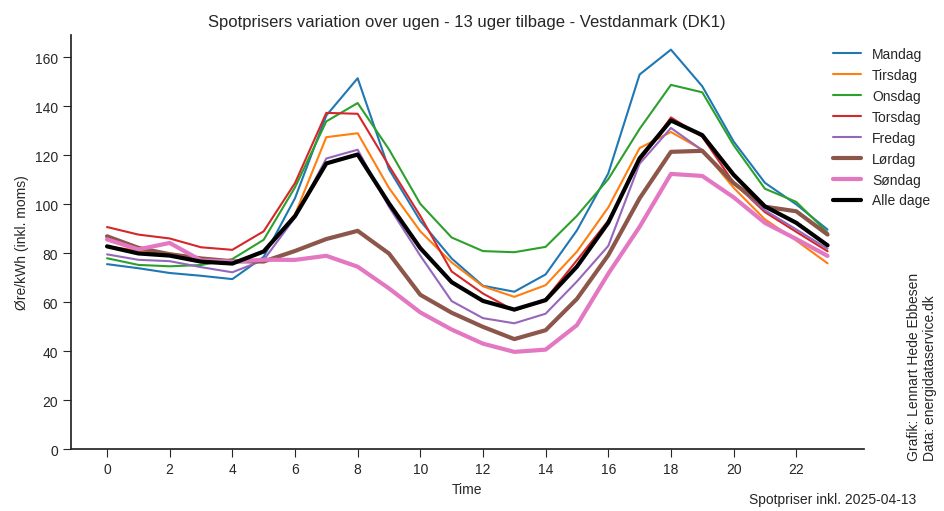 Spotprisers variation over ugen - 13 uger tilbage - Vestdanmark (DK1)
Øre/kWh (inkl. moms)
160
140
120
100
80
60
40
20
0
0 2 4 6 8 10 12 14 16 18 20 22
Time
Mandag
Tirsdag
Onsdag
Torsdag
Fredag
Lørdag
Søndag
Alle dage
Grafik: Lennart Hede Ebbesen
Data: energidataservice.dk
Spotpriser inkl. 2025-04-13